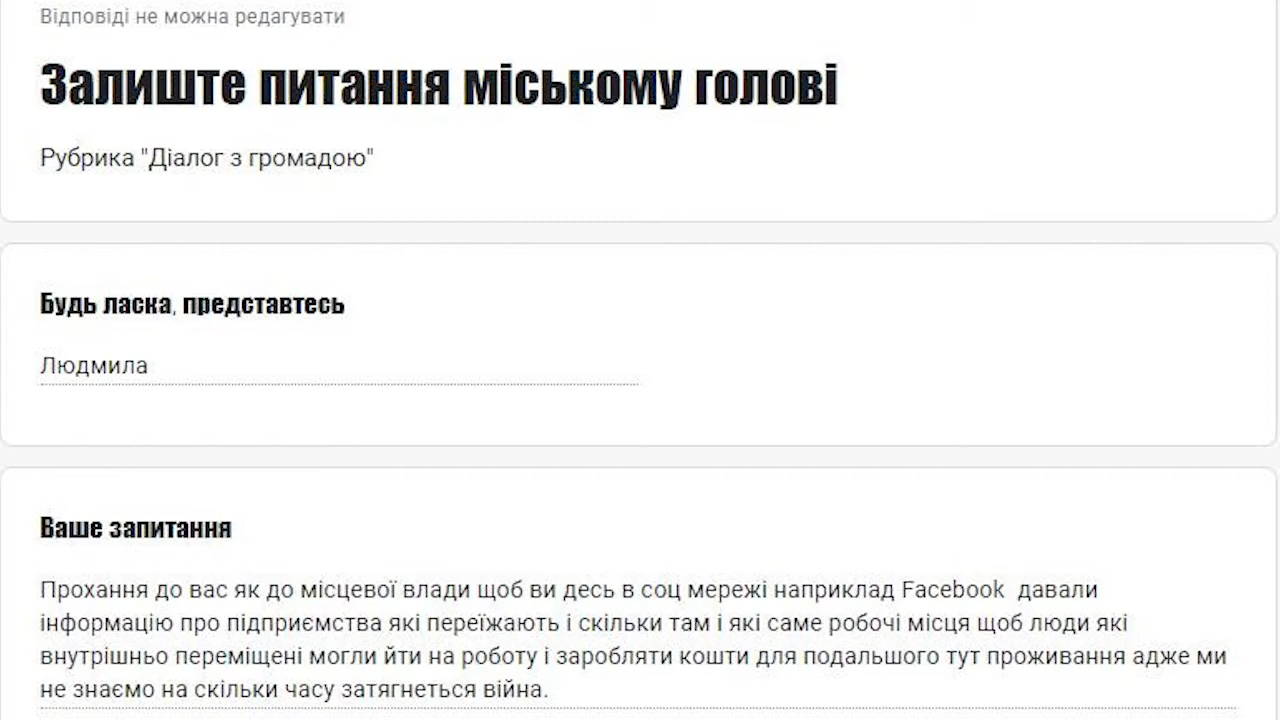 Відповіді не можна редагувати
Залиште питання міському голові
Рубрика "Діалог з громадою"
Будь ласка, представтесь
Людмила
Ваше запитання
Прохання до вас як до місцевої влади щоб ви десь в соц мережі наприклад Facebook давали
інформацію про підприємства які переїжають і скільки там і які саме робочі місця щоб люди які
внутрішньо переміщені могли йти на роботу і заробляти кошти для подальшого тут проживання адже ми
не знаємо на скільки часу затягнеться війна.